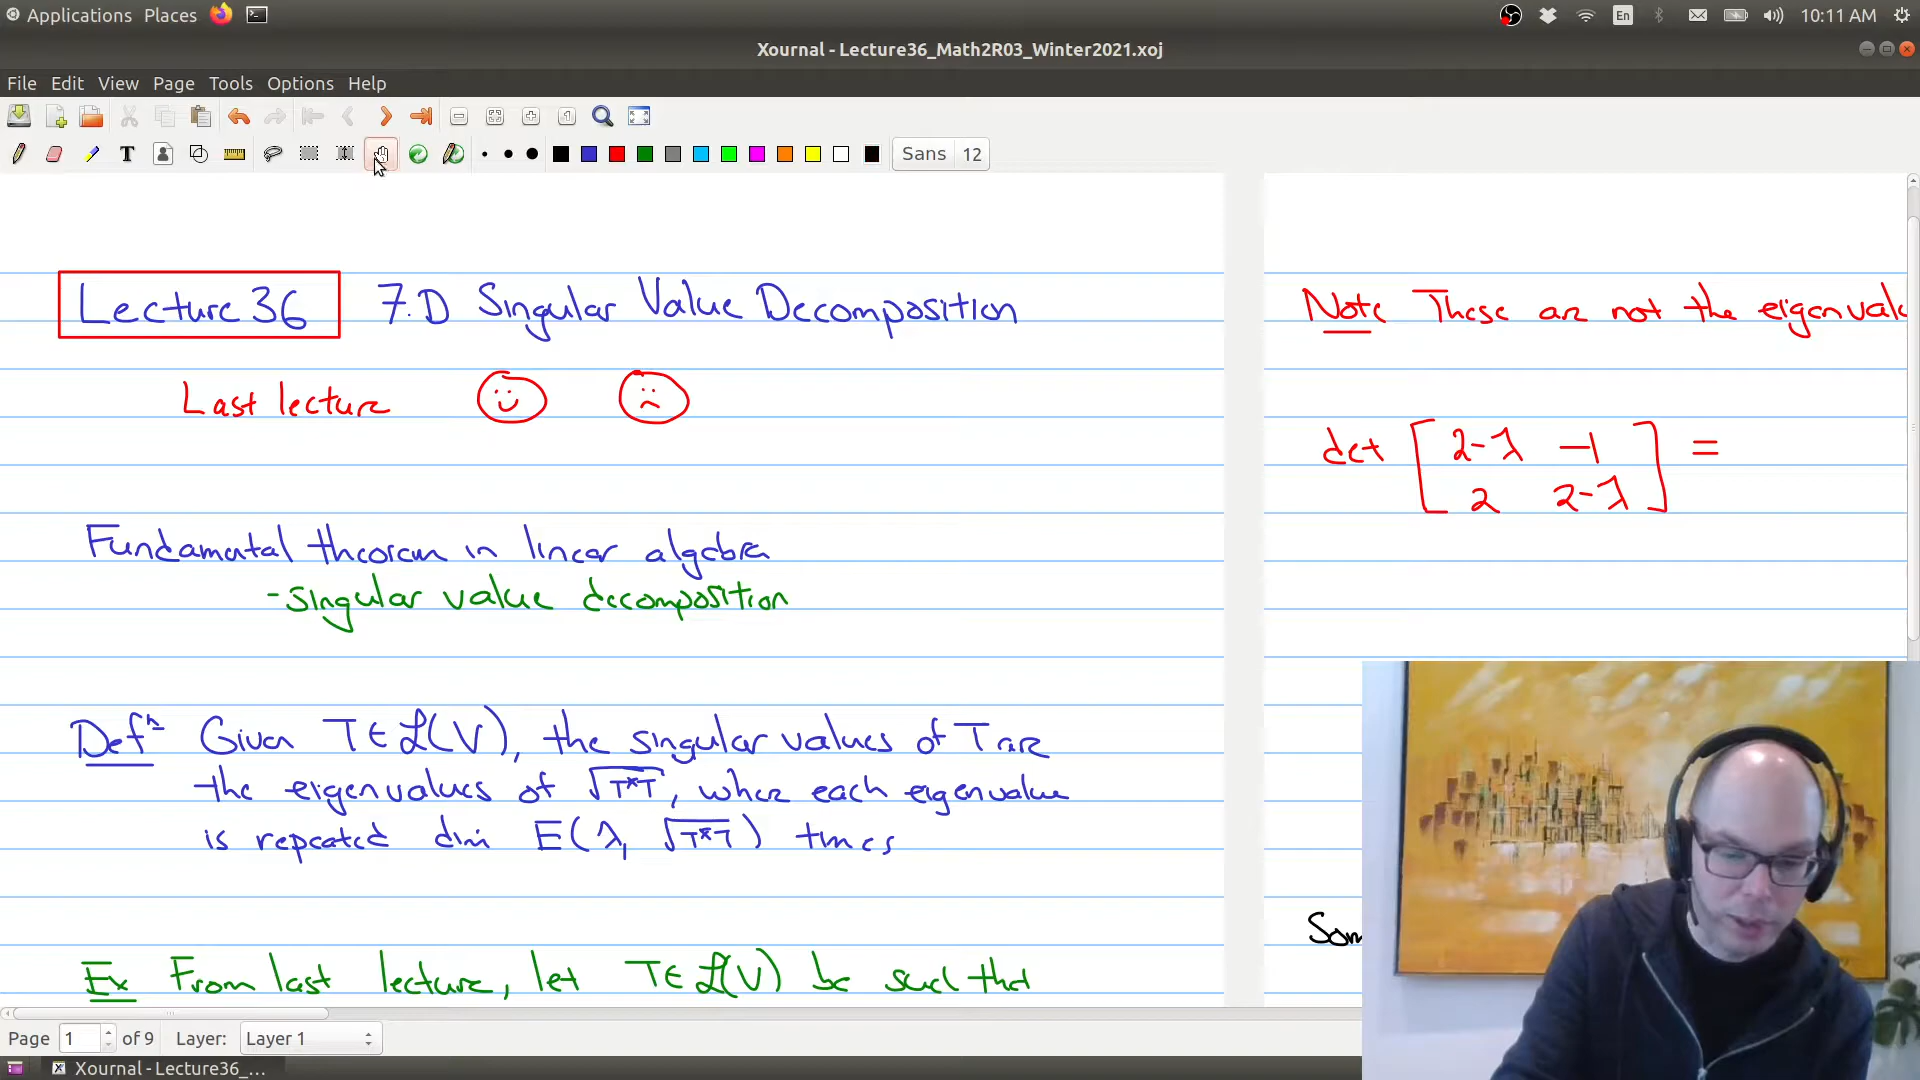 Applications Places En 10:11 AM
Xournal - Lecture36_Math2R03_Winter2021.xoj
File Edit View Page Tools Options Help
T Sans 12
Lecture 36 7.D Singular Value Decomposition
Last lecture
Fundamental theorem in linear algebra
- singular value decomposition
Defⁿ Given T∈ℒ(V), the singular values of T are
the eigenvalues of √T*T, where each eigenvalue
is repeated dim E(λ, √T*T) times
Ex From last lecture, let T∈ℒ(V) be such that
Note These are not the eigenval
det [ 2-λ -1 ] =
2 2-λ
Som
Page 1 of 9 Layer: Layer 1
Xournal - Lecture36_...